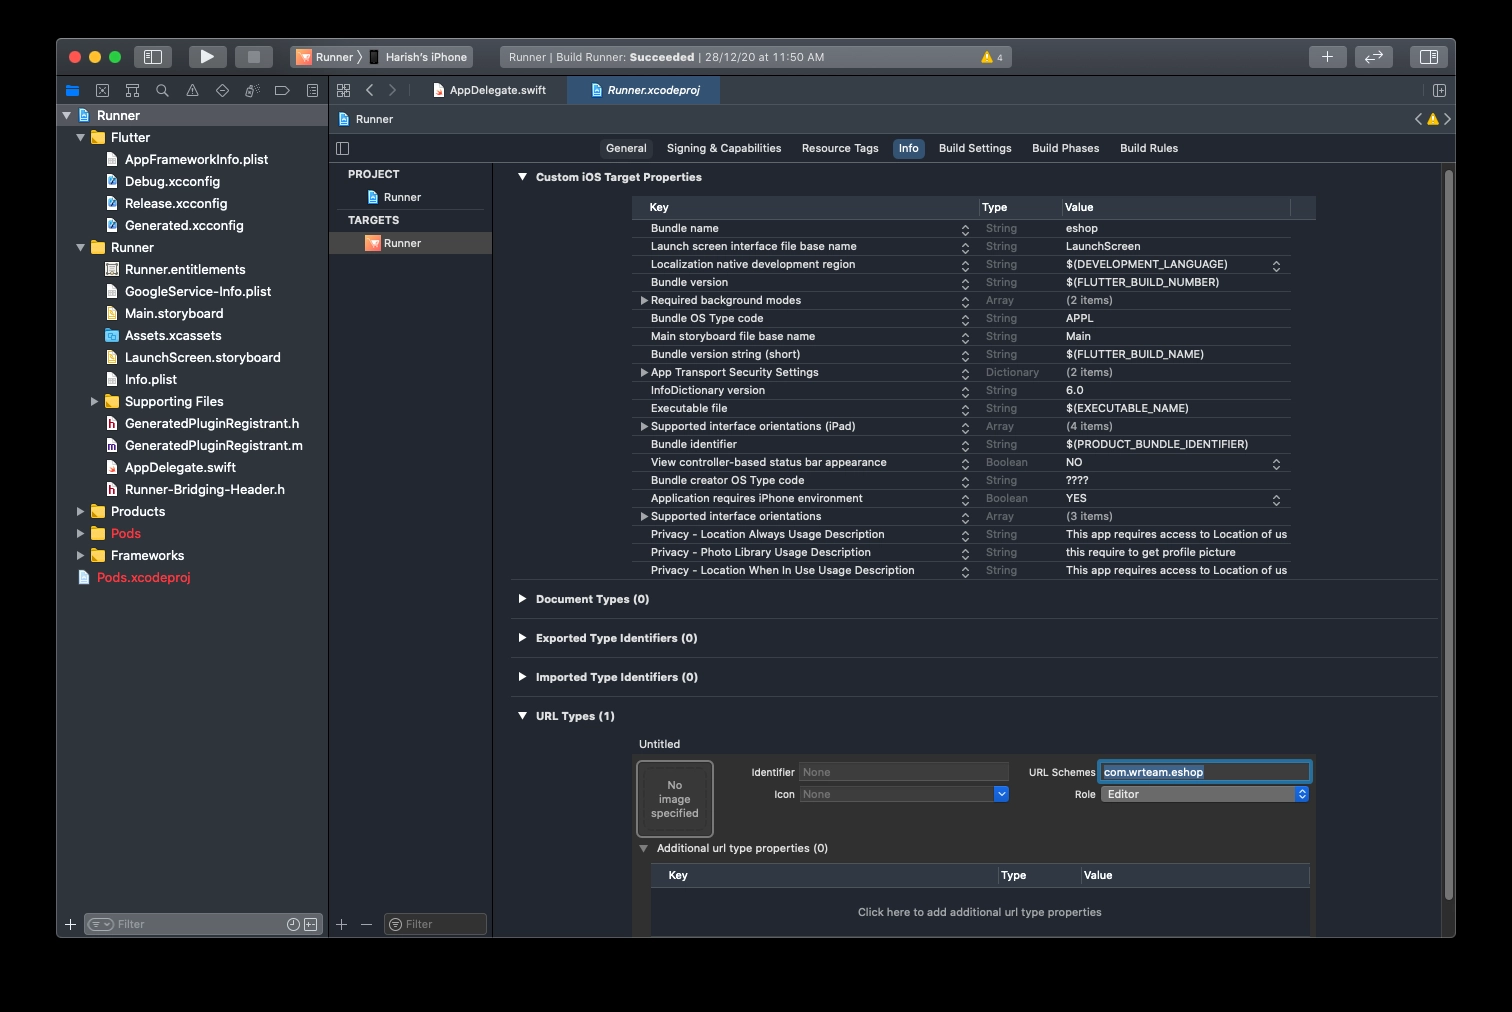 Runner Harish's iPhone
Runner | Build Runner: Succeeded | 28/12/20 at 11:50 AM 4
AppDelegate.swift
Runner.xcodeproj
Runner
General
Signing & Capabilities
Resource Tags
Info
Build Settings
Build Phases
Build Rules
Runner
Flutter
AppFrameworkInfo.plist
Debug.xcconfig
Release.xcconfig
Generated.xcconfig
Runner
Runner.entitlements
GoogleService-Info.plist
Main.storyboard
Assets.xcassets
LaunchScreen.storyboard
Info.plist
Supporting Files
GeneratedPluginRegistrant.h
GeneratedPluginRegistrant.m
AppDelegate.swift
Runner-Bridging-Header.h
Products
Pods
Frameworks
Pods.xcodeproj
Filter
PROJECT
Runner
TARGETS
Runner
Filter
Custom iOS Target Properties
Key Type Value
Bundle name String eshop
Launch screen interface file base name String LaunchScreen
Localization native development region String $(DEVELOPMENT_LANGUAGE)
Bundle version String $(FLUTTER_BUILD_NUMBER)
Required background modes Array (2 items)
Bundle OS Type code String APPL
Main storyboard file base name String Main
Bundle version string (short) String $(FLUTTER_BUILD_NAME)
App Transport Security Settings Dictionary (2 items)
InfoDictionary version String 6.0
Executable file String $(EXECUTABLE_NAME)
Supported interface orientations (iPad) Array (4 items)
Bundle identifier String $(PRODUCT_BUNDLE_IDENTIFIER)
View controller-based status bar appearance Boolean NO
Bundle creator OS Type code String ????
Application requires iPhone environment Boolean YES
Supported interface orientations Array (3 items)
Privacy - Location Always Usage Description String This app requires access to Location of us
Privacy - Photo Library Usage Description String this require to get profile picture
Privacy - Location When In Use Usage Description String This app requires access to Location of us
Document Types (0)
Exported Type Identifiers (0)
Imported Type Identifiers (0)
URL Types (1)
Untitled
No
image
specified
Identifier None URL Schemes com.wrteam.eshop
Icon None Role Editor
Additional url type properties (0)
Key Type Value
Click here to add additional url type properties